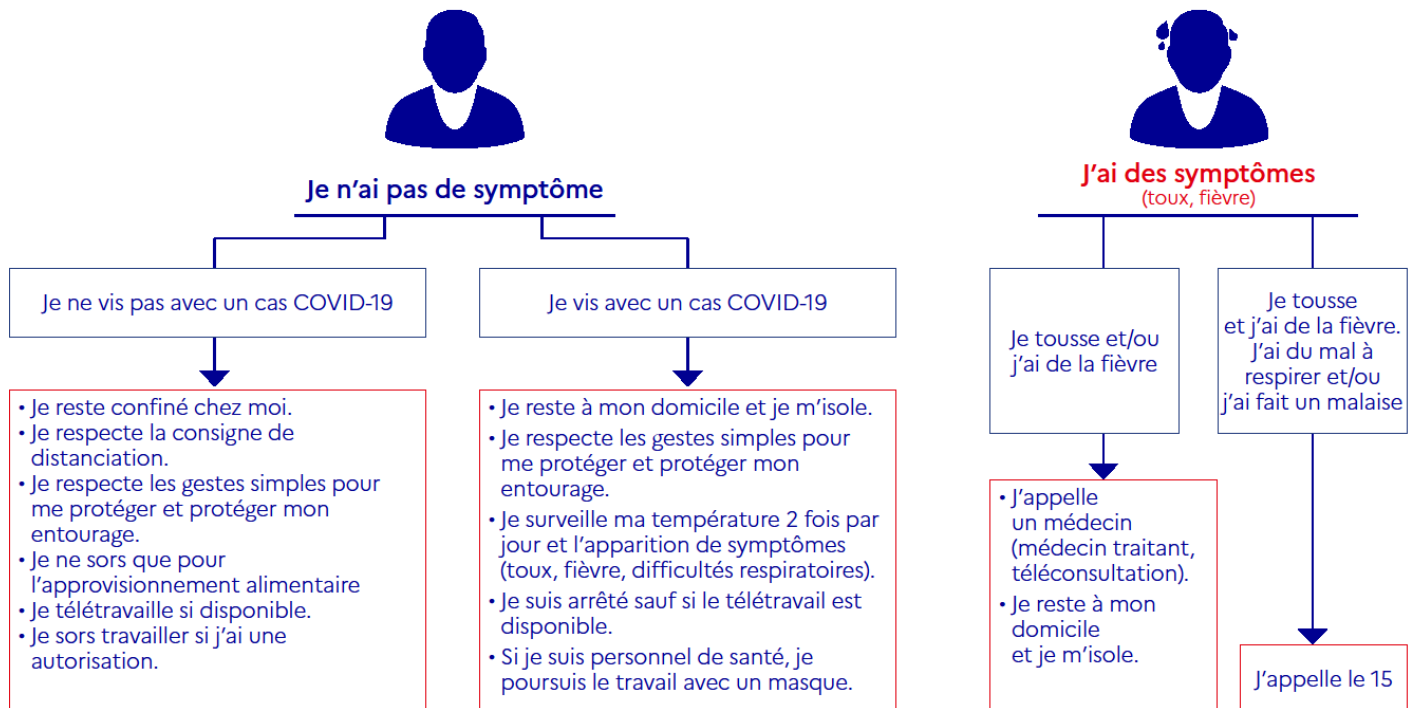 Je n'ai pas de symptôme
Je ne vis pas avec un cas COVID-19
• Je reste confiné chez moi.
• Je respecte la consigne de
distanciation.
• Je respecte les gestes simples pour
me protéger et protéger mon
entourage.
• Je ne sors que pour
l'approvisionnement alimentaire
• Je télétravaille si disponible.
• Je sors travailler si j'ai une
autorisation.
Je vis avec un cas COVID-19
• Je reste à mon domicile et je m'isole.
• Je respecte les gestes simples pour
me protéger et protéger mon
entourage.
• Je surveille ma température 2 fois par
jour et l'apparition de symptômes
(toux, fièvre, difficultés respiratoires).
• Je suis arrêté sauf si le télétravail est
disponible.
• Si je suis personnel de santé, je
poursuis le travail avec un masque.
J'ai des symptômes
(toux, fièvre)
Je tousse et/ou
j'ai de la fièvre
• J'appelle
un médecin
(médecin traitant,
téléconsultation).
• Je reste à mon
domicile
et je m'isole.
Je tousse
et j'ai de la fièvre.
J'ai du mal à
respirer et/ou
j'ai fait un malaise
J'appelle le 15